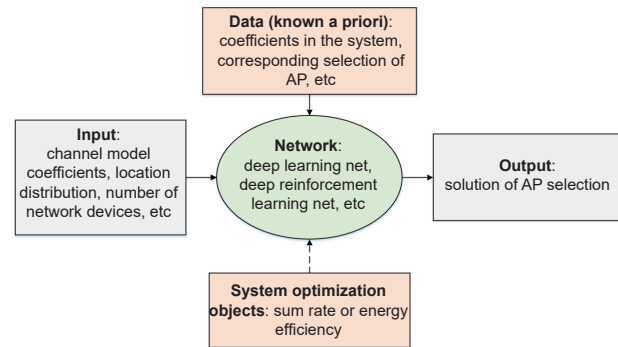 Data (known a priori):
coefficients in the system,
corresponding selection of
AP, etc
Input:
channel model
coefficients, location
distribution, number of
network devices, etc
Network:
deep learning net,
deep reinforcement
learning net, etc
Output:
solution of AP selection
System optimization
objects: sum rate or energy
efficiency